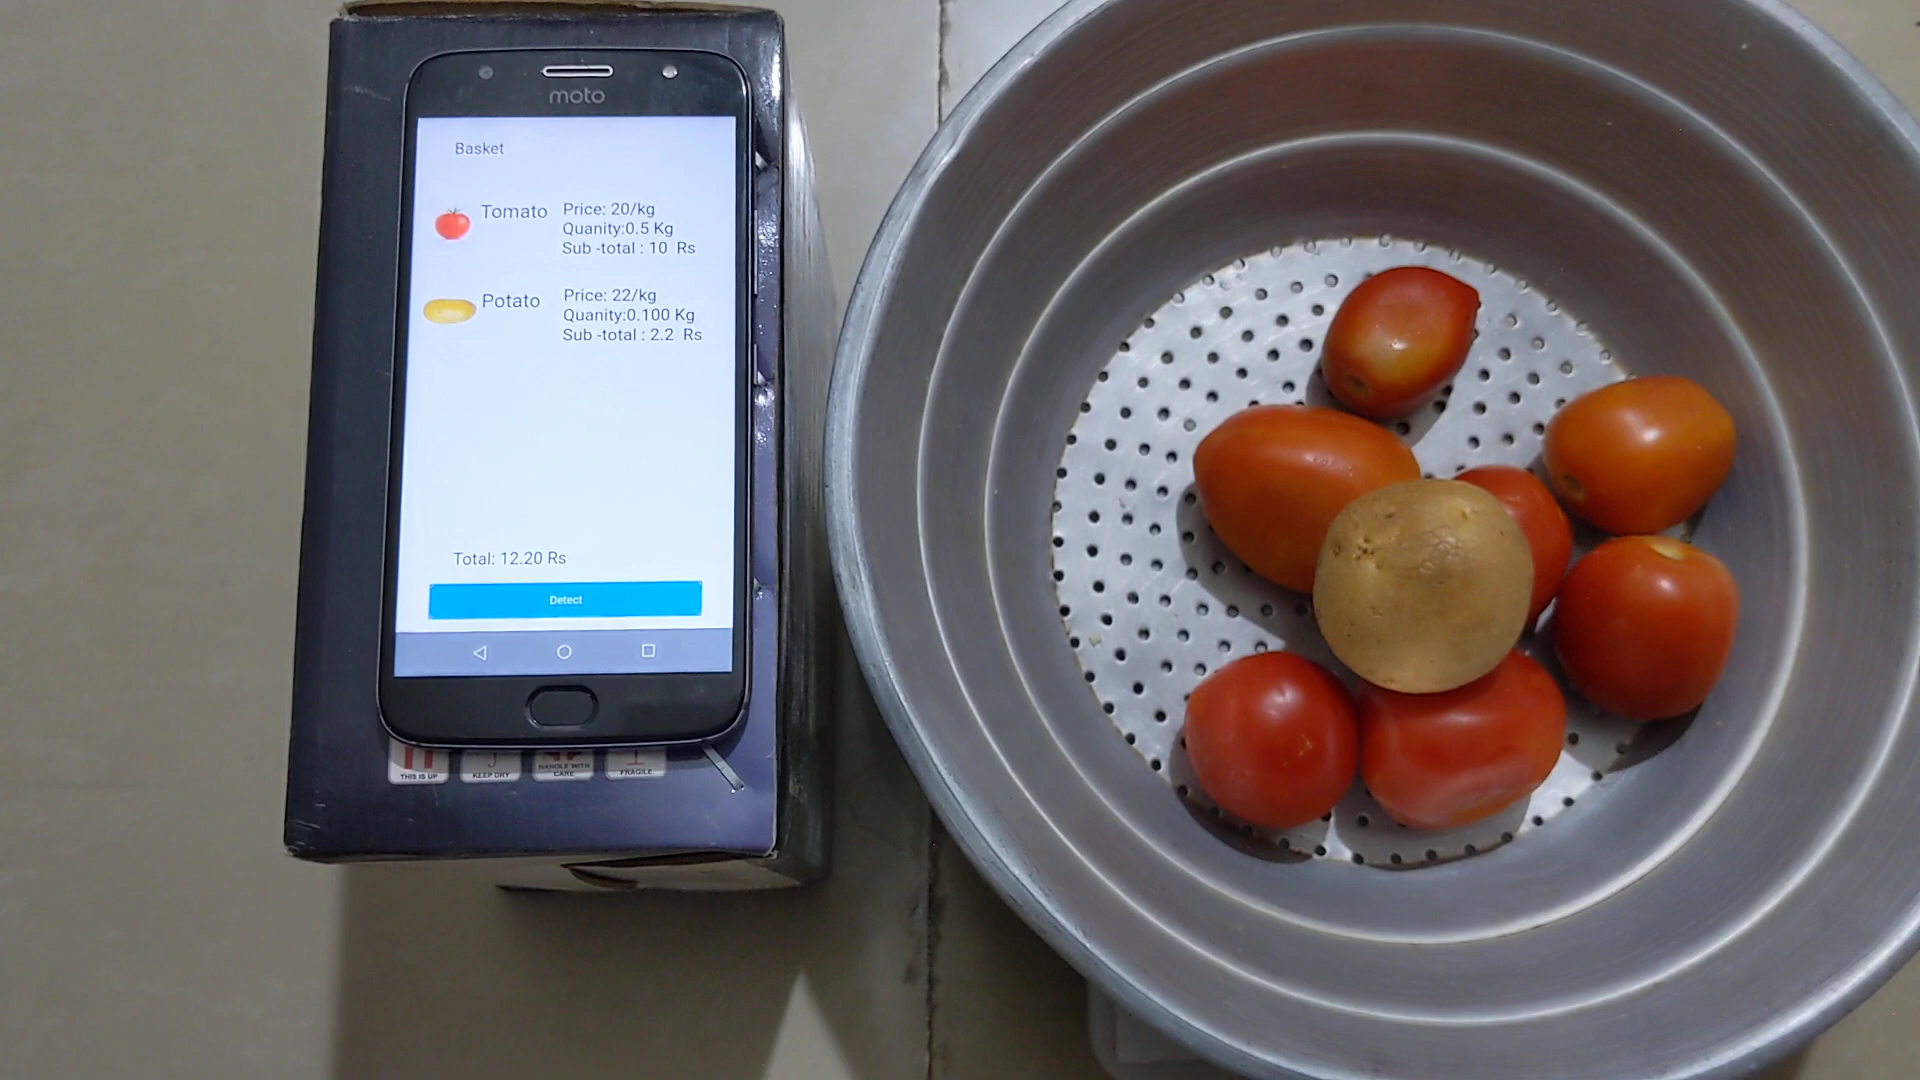 moto
Basket
Tomato
Price: 20/kg
Quanity:0.5 Kg
Sub -total : 10 Rs
Potato
Price: 22/kg
Quanity:0.100 Kg
Sub -total : 2.2 Rs
Total: 12.20 Rs
Detect
THIS IS UP
KEEP DRY
HANDLE WITH
CARE
FRAGILE